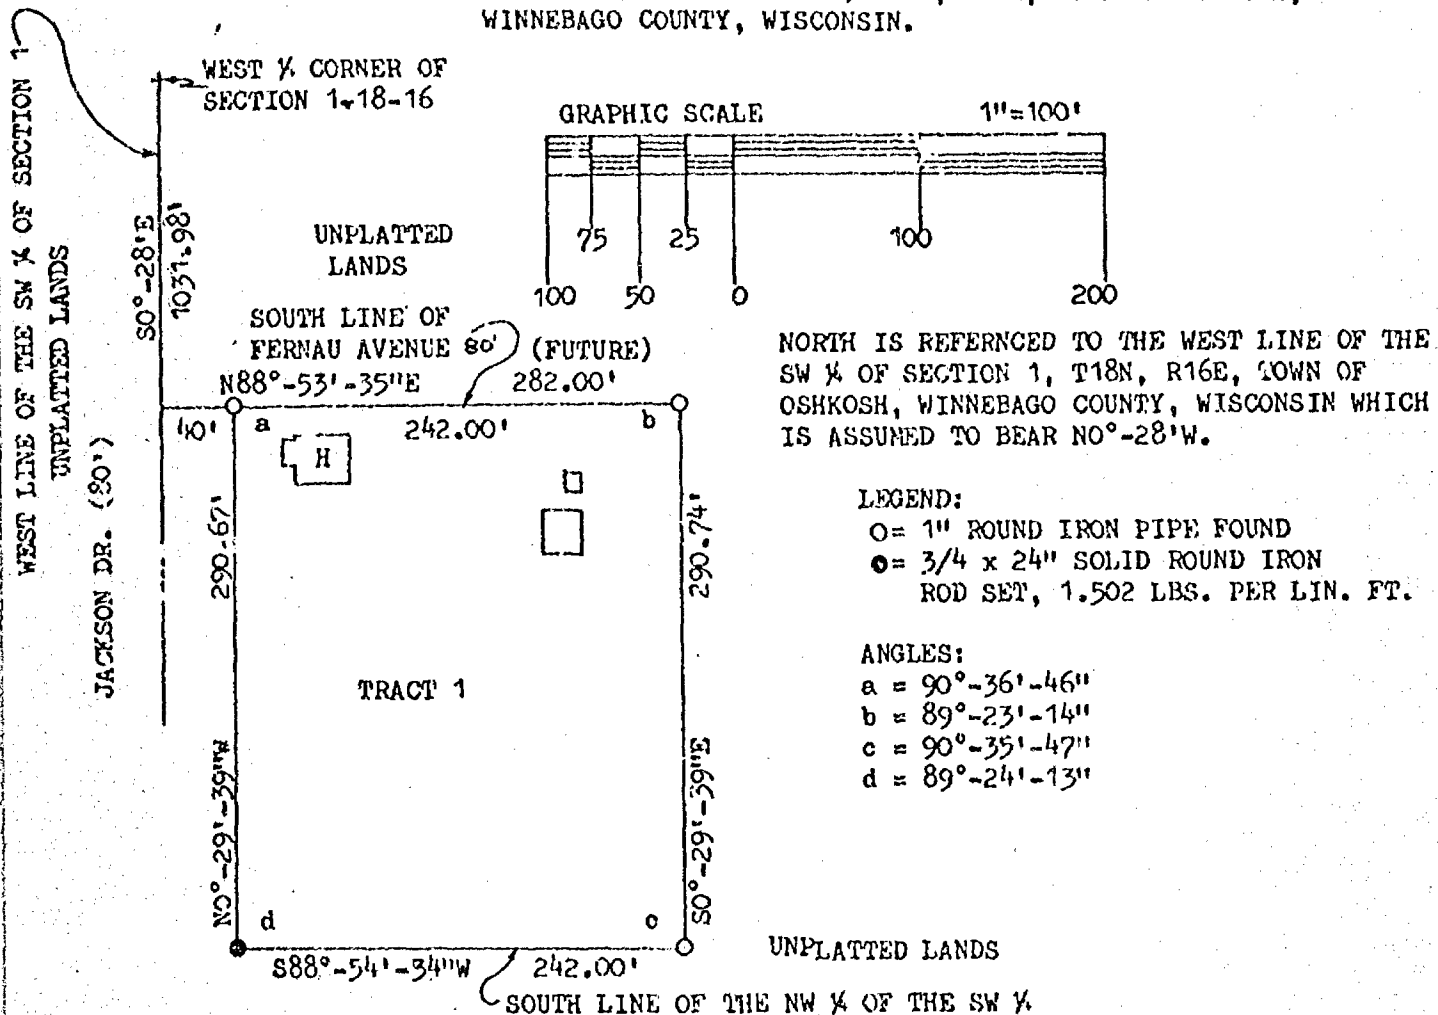 WINNEBAGO COUNTY, WISCONSIN.
WEST ¼ CORNER OF
SECTION 1-18-16
WEST LINE OF THE SW ¼ OF SECTION 1
UNPLATTED LANDS
S0°-28'E
1031.98'
JACKSON DR. (80')
GRAPHIC SCALE 1"=100'
75 25 100
100 50 0 200
UNPLATTED
LANDS
SOUTH LINE OF
FERNAU AVENUE 80' (FUTURE)
N88°-53'-35"E 282.00'
40' a 242.00' b
H
290.67'
290.74'
TRACT 1
N0°-29'-39"W
S0°-29'-39"E
d c
S88°-54'-34"W 242.00'
SOUTH LINE OF THE NW ¼ OF THE SW ¼
UNPLATTED LANDS
NORTH IS REFERNCED TO THE WEST LINE OF THE
SW ¼ OF SECTION 1, T18N, R16E, TOWN OF
OSHKOSH, WINNEBAGO COUNTY, WISCONSIN WHICH
IS ASSUMED TO BEAR N0°-28'W.
LEGEND:
O= 1" ROUND IRON PIPE FOUND
●= 3/4 x 24" SOLID ROUND IRON
ROD SET, 1.502 LBS. PER LIN. FT.
ANGLES:
a = 90°-36'-46"
b = 89°-23'-14"
c = 90°-35'-47"
d = 89°-24'-13"